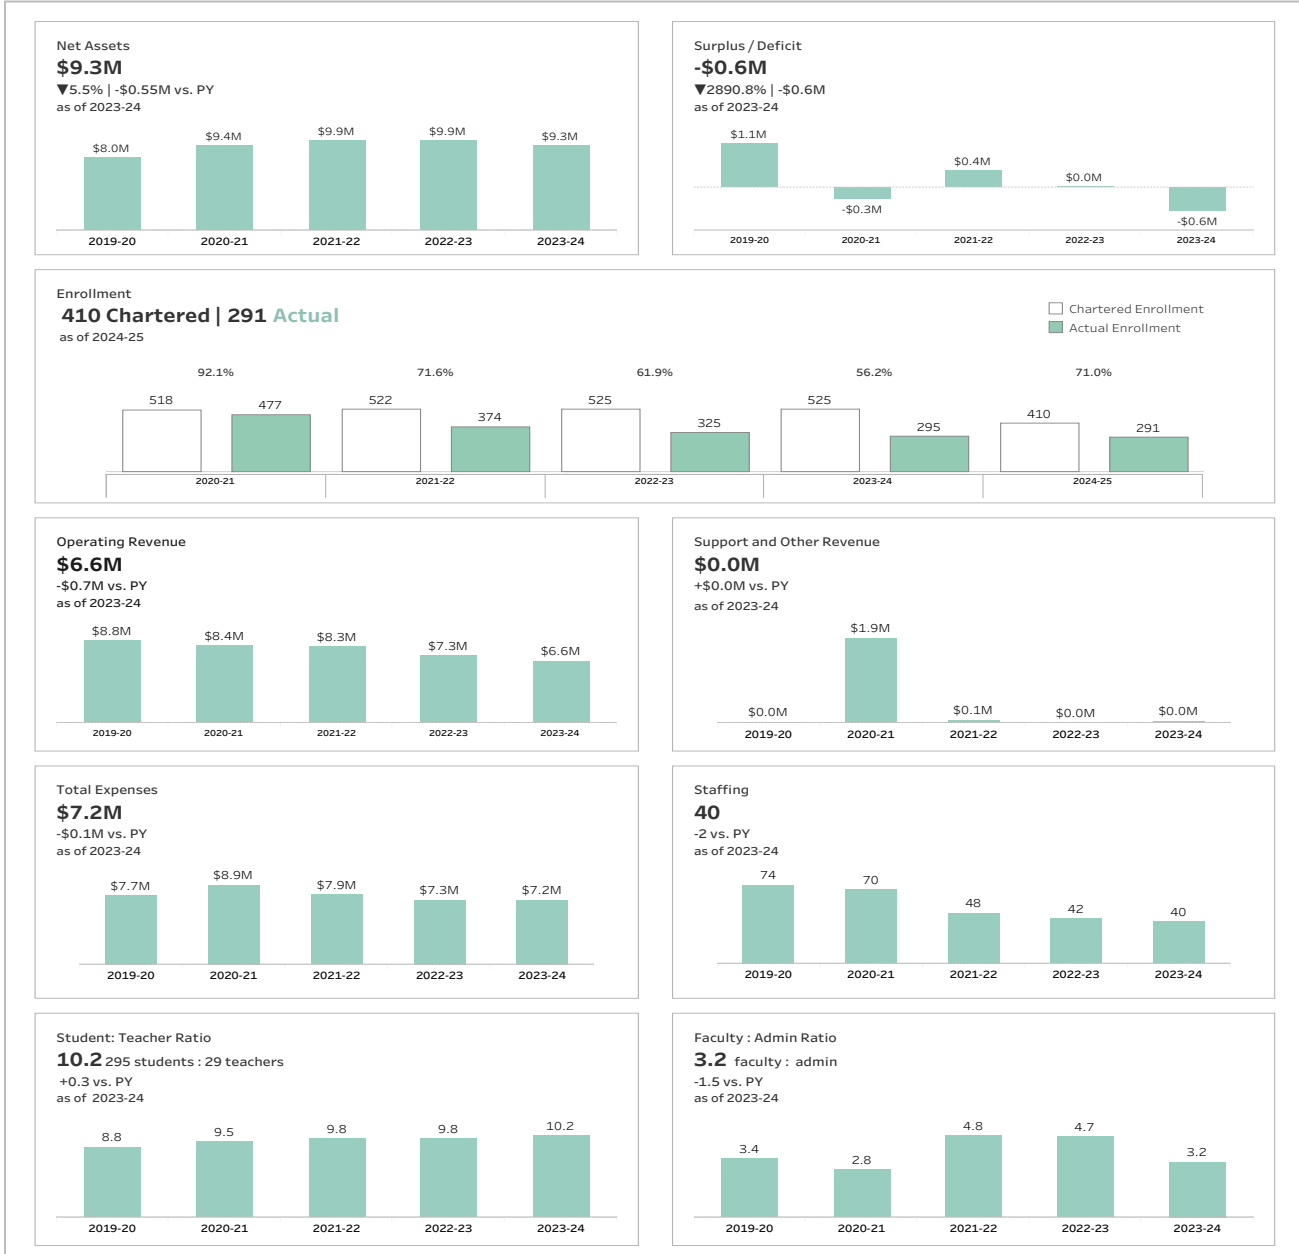 Net Assets
$9.3M
▼5.5% | -$0.55M vs. PY
as of 2023-24
$8.0M $9.4M $9.9M $9.9M $9.3M
2019-20 2020-21 2021-22 2022-23 2023-24
Surplus / Deficit
-$0.6M
▼2890.8% | -$0.6M
as of 2023-24
$1.1M -$0.3M $0.4M $0.0M -$0.6M
2019-20 2020-21 2021-22 2022-23 2023-24
Enrollment
410 Chartered | 291 Actual
as of 2024-25
Chartered Enrollment
Actual Enrollment
92.1% 71.6% 61.9% 56.2% 71.0%
518 477 522 374 525 325 525 295 410 291
2020-21 2021-22 2022-23 2023-24 2024-25
Operating Revenue
$6.6M
-$0.7M vs. PY
as of 2023-24
$8.8M $8.4M $8.3M $7.3M $6.6M
2019-20 2020-21 2021-22 2022-23 2023-24
Support and Other Revenue
$0.0M
+$0.0M vs. PY
as of 2023-24
$0.0M $1.9M $0.1M $0.0M $0.0M
2019-20 2020-21 2021-22 2022-23 2023-24
Total Expenses
$7.2M
-$0.1M vs. PY
as of 2023-24
$7.7M $8.9M $7.9M $7.3M $7.2M
2019-20 2020-21 2021-22 2022-23 2023-24
Staffing
40
-2 vs. PY
as of 2023-24
74 70 48 42 40
2019-20 2020-21 2021-22 2022-23 2023-24
Student: Teacher Ratio
10.2 295 students : 29 teachers
+0.3 vs. PY
as of 2023-24
8.8 9.5 9.8 9.8 10.2
2019-20 2020-21 2021-22 2022-23 2023-24
Faculty : Admin Ratio
3.2 faculty : admin
-1.5 vs. PY
as of 2023-24
3.4 2.8 4.8 4.7 3.2
2019-20 2020-21 2021-22 2022-23 2023-24